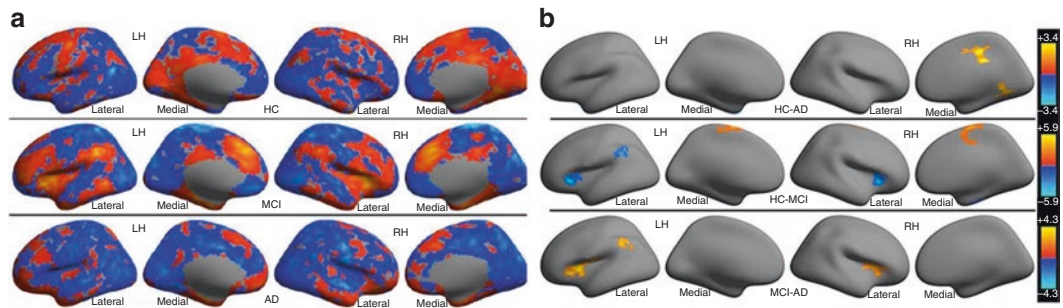 a
LH RH
Lateral Medial HC Lateral Medial
LH RH
Lateral Medial MCI Lateral Medial
LH RH
Lateral Medial AD Lateral Medial
b
LH RH
Lateral Medial HC-AD Lateral Medial
LH RH
Lateral Medial HC-MCI Lateral Medial
LH RH
Lateral Medial MCI-AD Lateral Medial
+3.4
−3.4
+5.9
−5.9
+4.3
−4.3